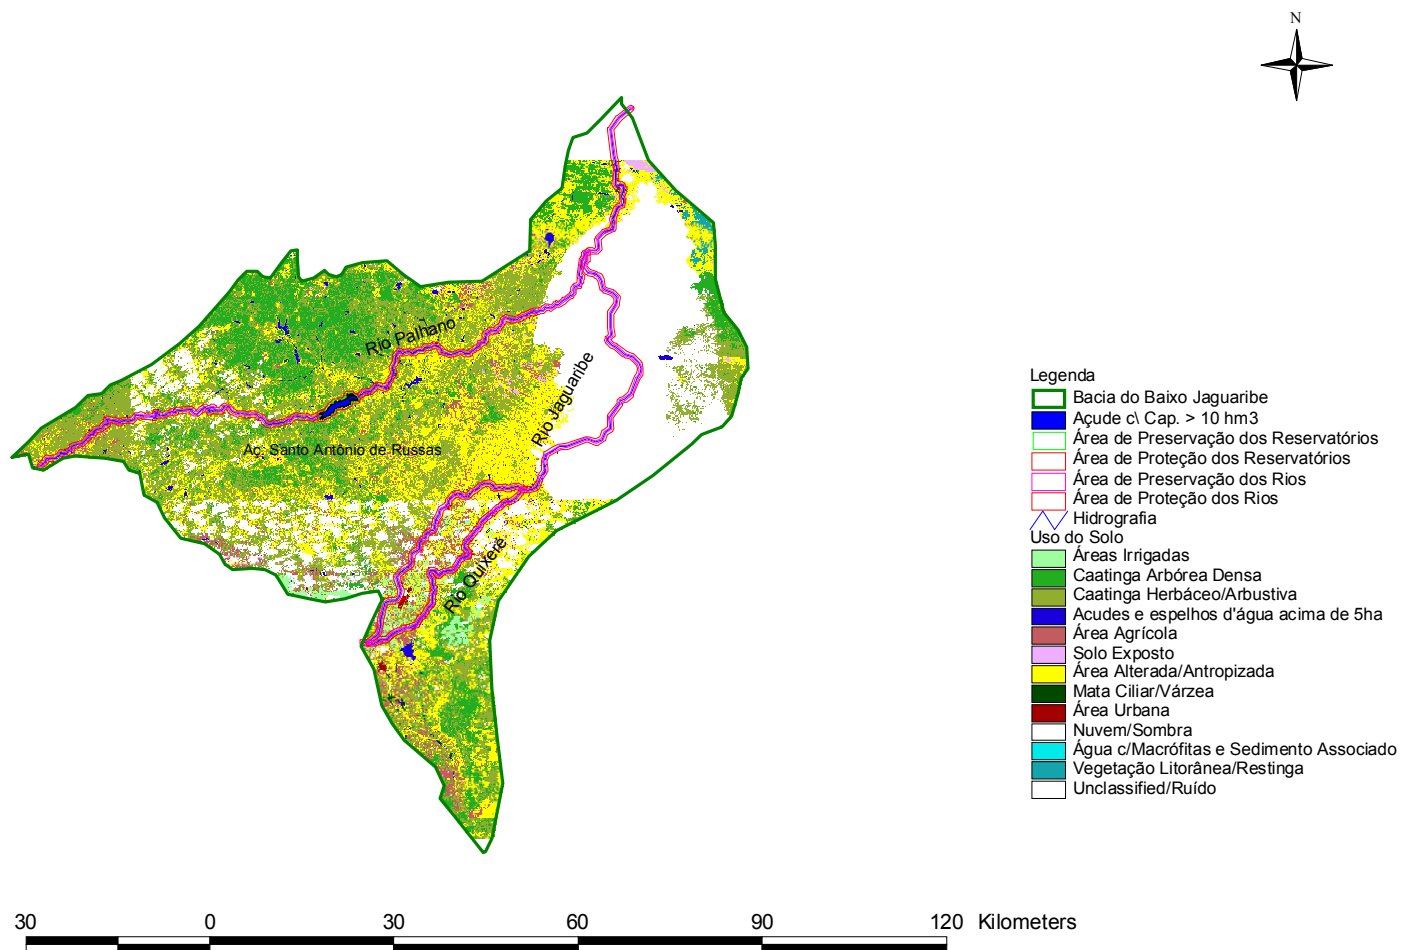 N
Rio Palhano
Rio Jaguaribe
Aç. Santo Antônio de Russas
Rio Quixeré
Legenda
Bacia do Baixo Jaguaribe
Açude c\ Cap. > 10 hm3
Área de Preservação dos Reservatórios
Área de Proteção dos Reservatórios
Área de Preservação dos Rios
Área de Proteção dos Rios
Hidrografia
Uso do Solo
Áreas Irrigadas
Caatinga Arbórea Densa
Caatinga Herbáceo/Arbustiva
Acudes e espelhos d'água acima de 5ha
Área Agrícola
Solo Exposto
Área Alterada/Antropizada
Mata Ciliar/Várzea
Área Urbana
Nuvem/Sombra
Água c/Macrófitas e Sedimento Associado
Vegetação Litorânea/Restinga
Unclassified/Ruído
30 0 30 60 90 120 Kilometers